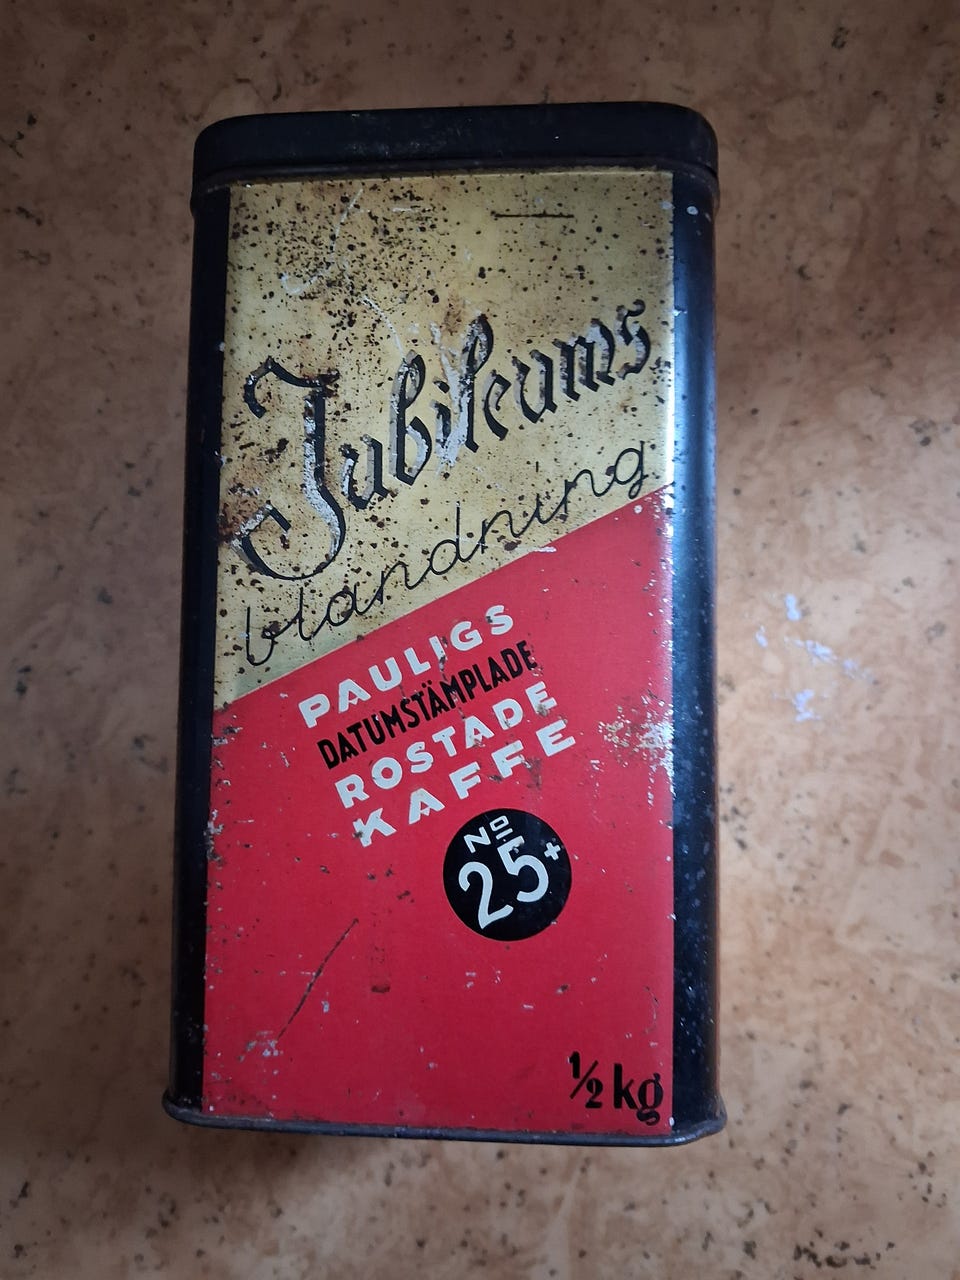 Jubileums
blandning
PAULIGS
DATUMSTÄMPLADE
ROSTADE
KAFFE
No
25+
½ kg